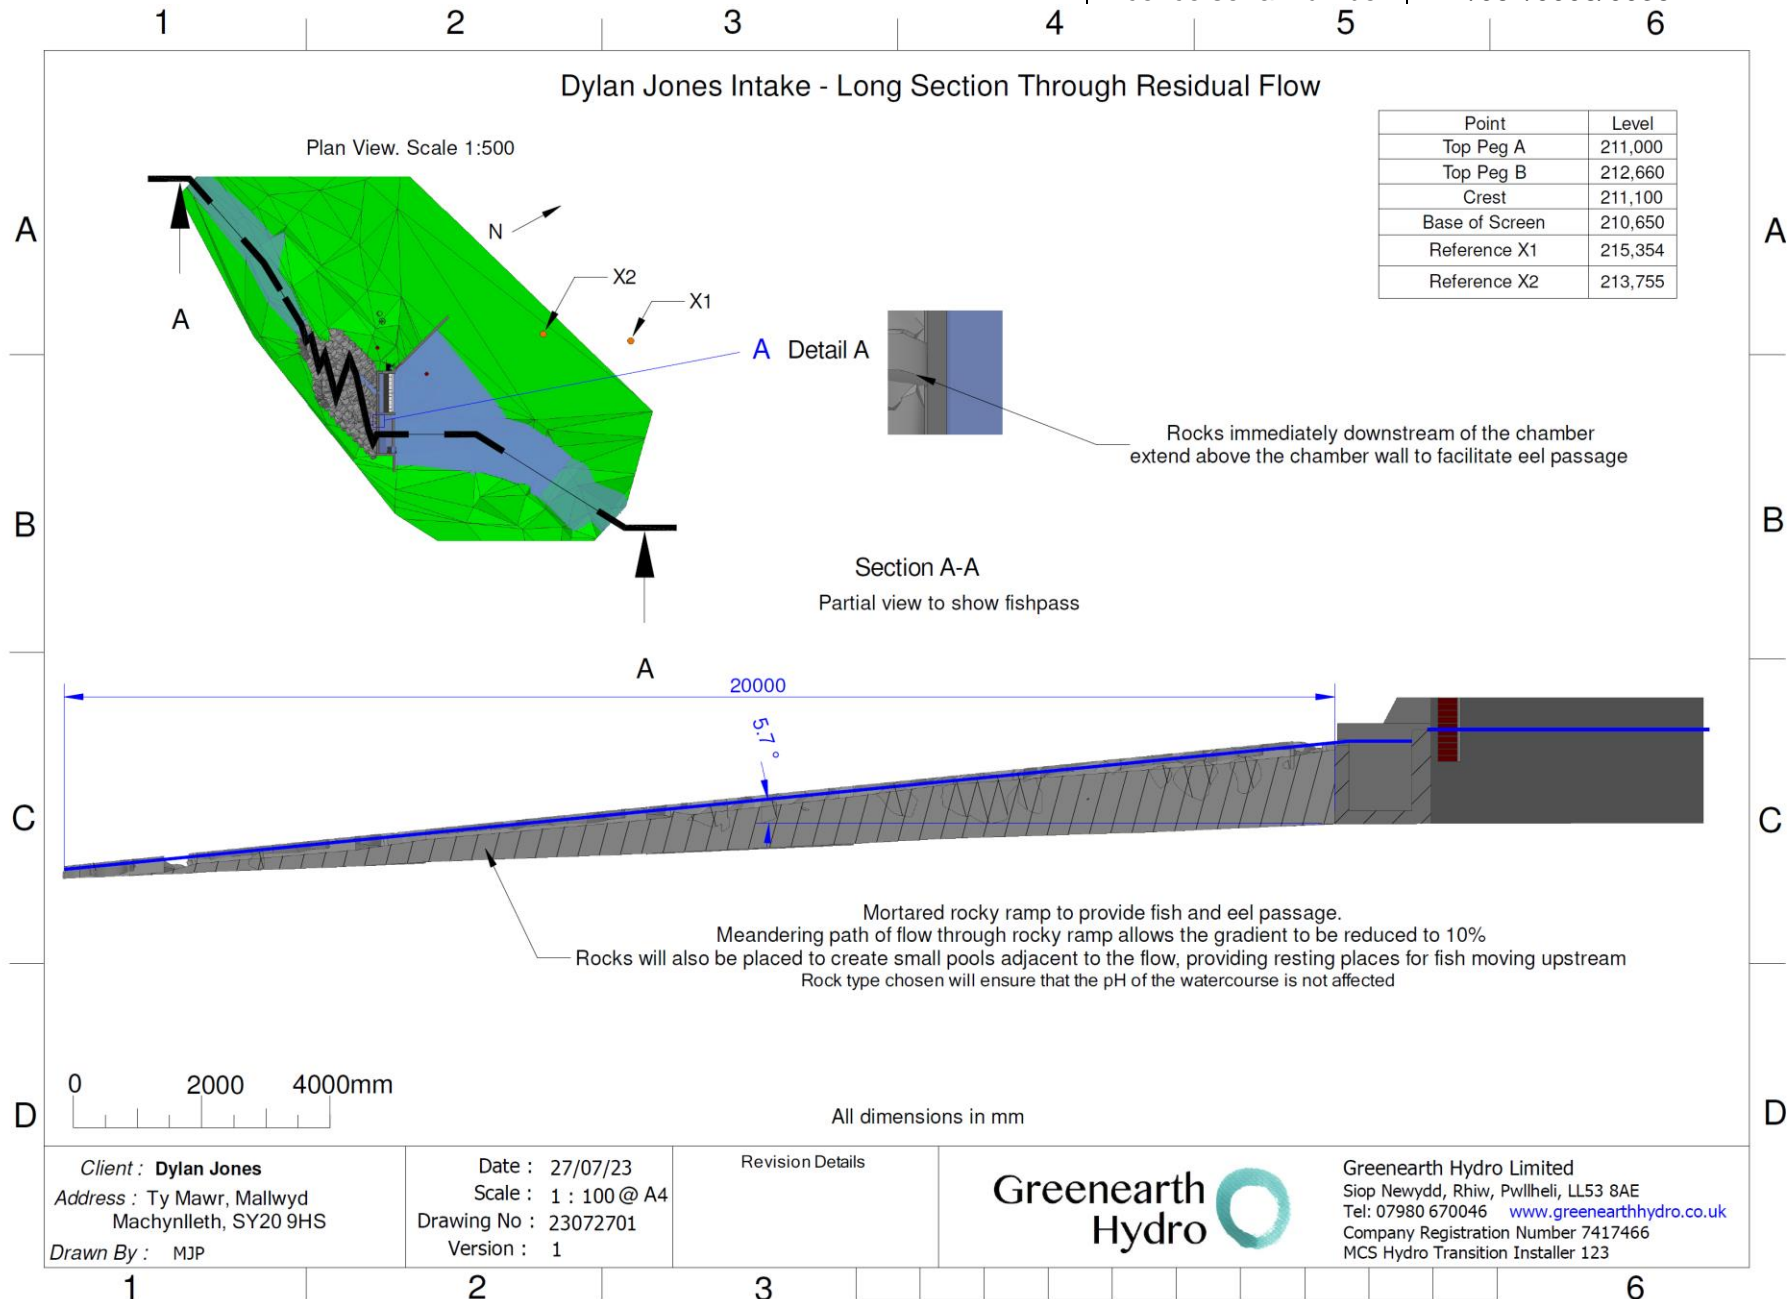 1 2 3 4 5 6
Dylan Jones Intake - Long Section Through Residual Flow
Point Level
Top Peg A 211,000
Top Peg B 212,660
Crest 211,100
Base of Screen 210,650
Reference X1 215,354
Reference X2 213,755
Plan View. Scale 1:500
N
X2
X1
A
A
A
A
A Detail A
Rocks immediately downstream of the chamber
extend above the chamber wall to facilitate eel passage
B
B
Section A-A
Partial view to show fishpass
A
20000
5.7 °
C
C
Mortared rocky ramp to provide fish and eel passage.
Meandering path of flow through rocky ramp allows the gradient to be reduced to 10%
Rocks will also be placed to create small pools adjacent to the flow, providing resting places for fish moving upstream
Rock type chosen will ensure that the pH of the watercourse is not affected
0 2000 4000mm
D
All dimensions in mm
D
Client : Dylan Jones
Address : Ty Mawr, Mallwyd
Machynlleth, SY20 9HS
Drawn By : MJP
Date : 27/07/23
Scale : 1 : 100 @ A4
Drawing No : 23072701
Version : 1
Revision Details
Greenearth
Hydro
Greenearth Hydro Limited
Siop Newydd, Rhiw, Pwllheli, LL53 8AE
Tel: 07980 670046 www.greenearthhydro.co.uk
Company Registration Number 7417466
MCS Hydro Transition Installer 123
1 2 3 6